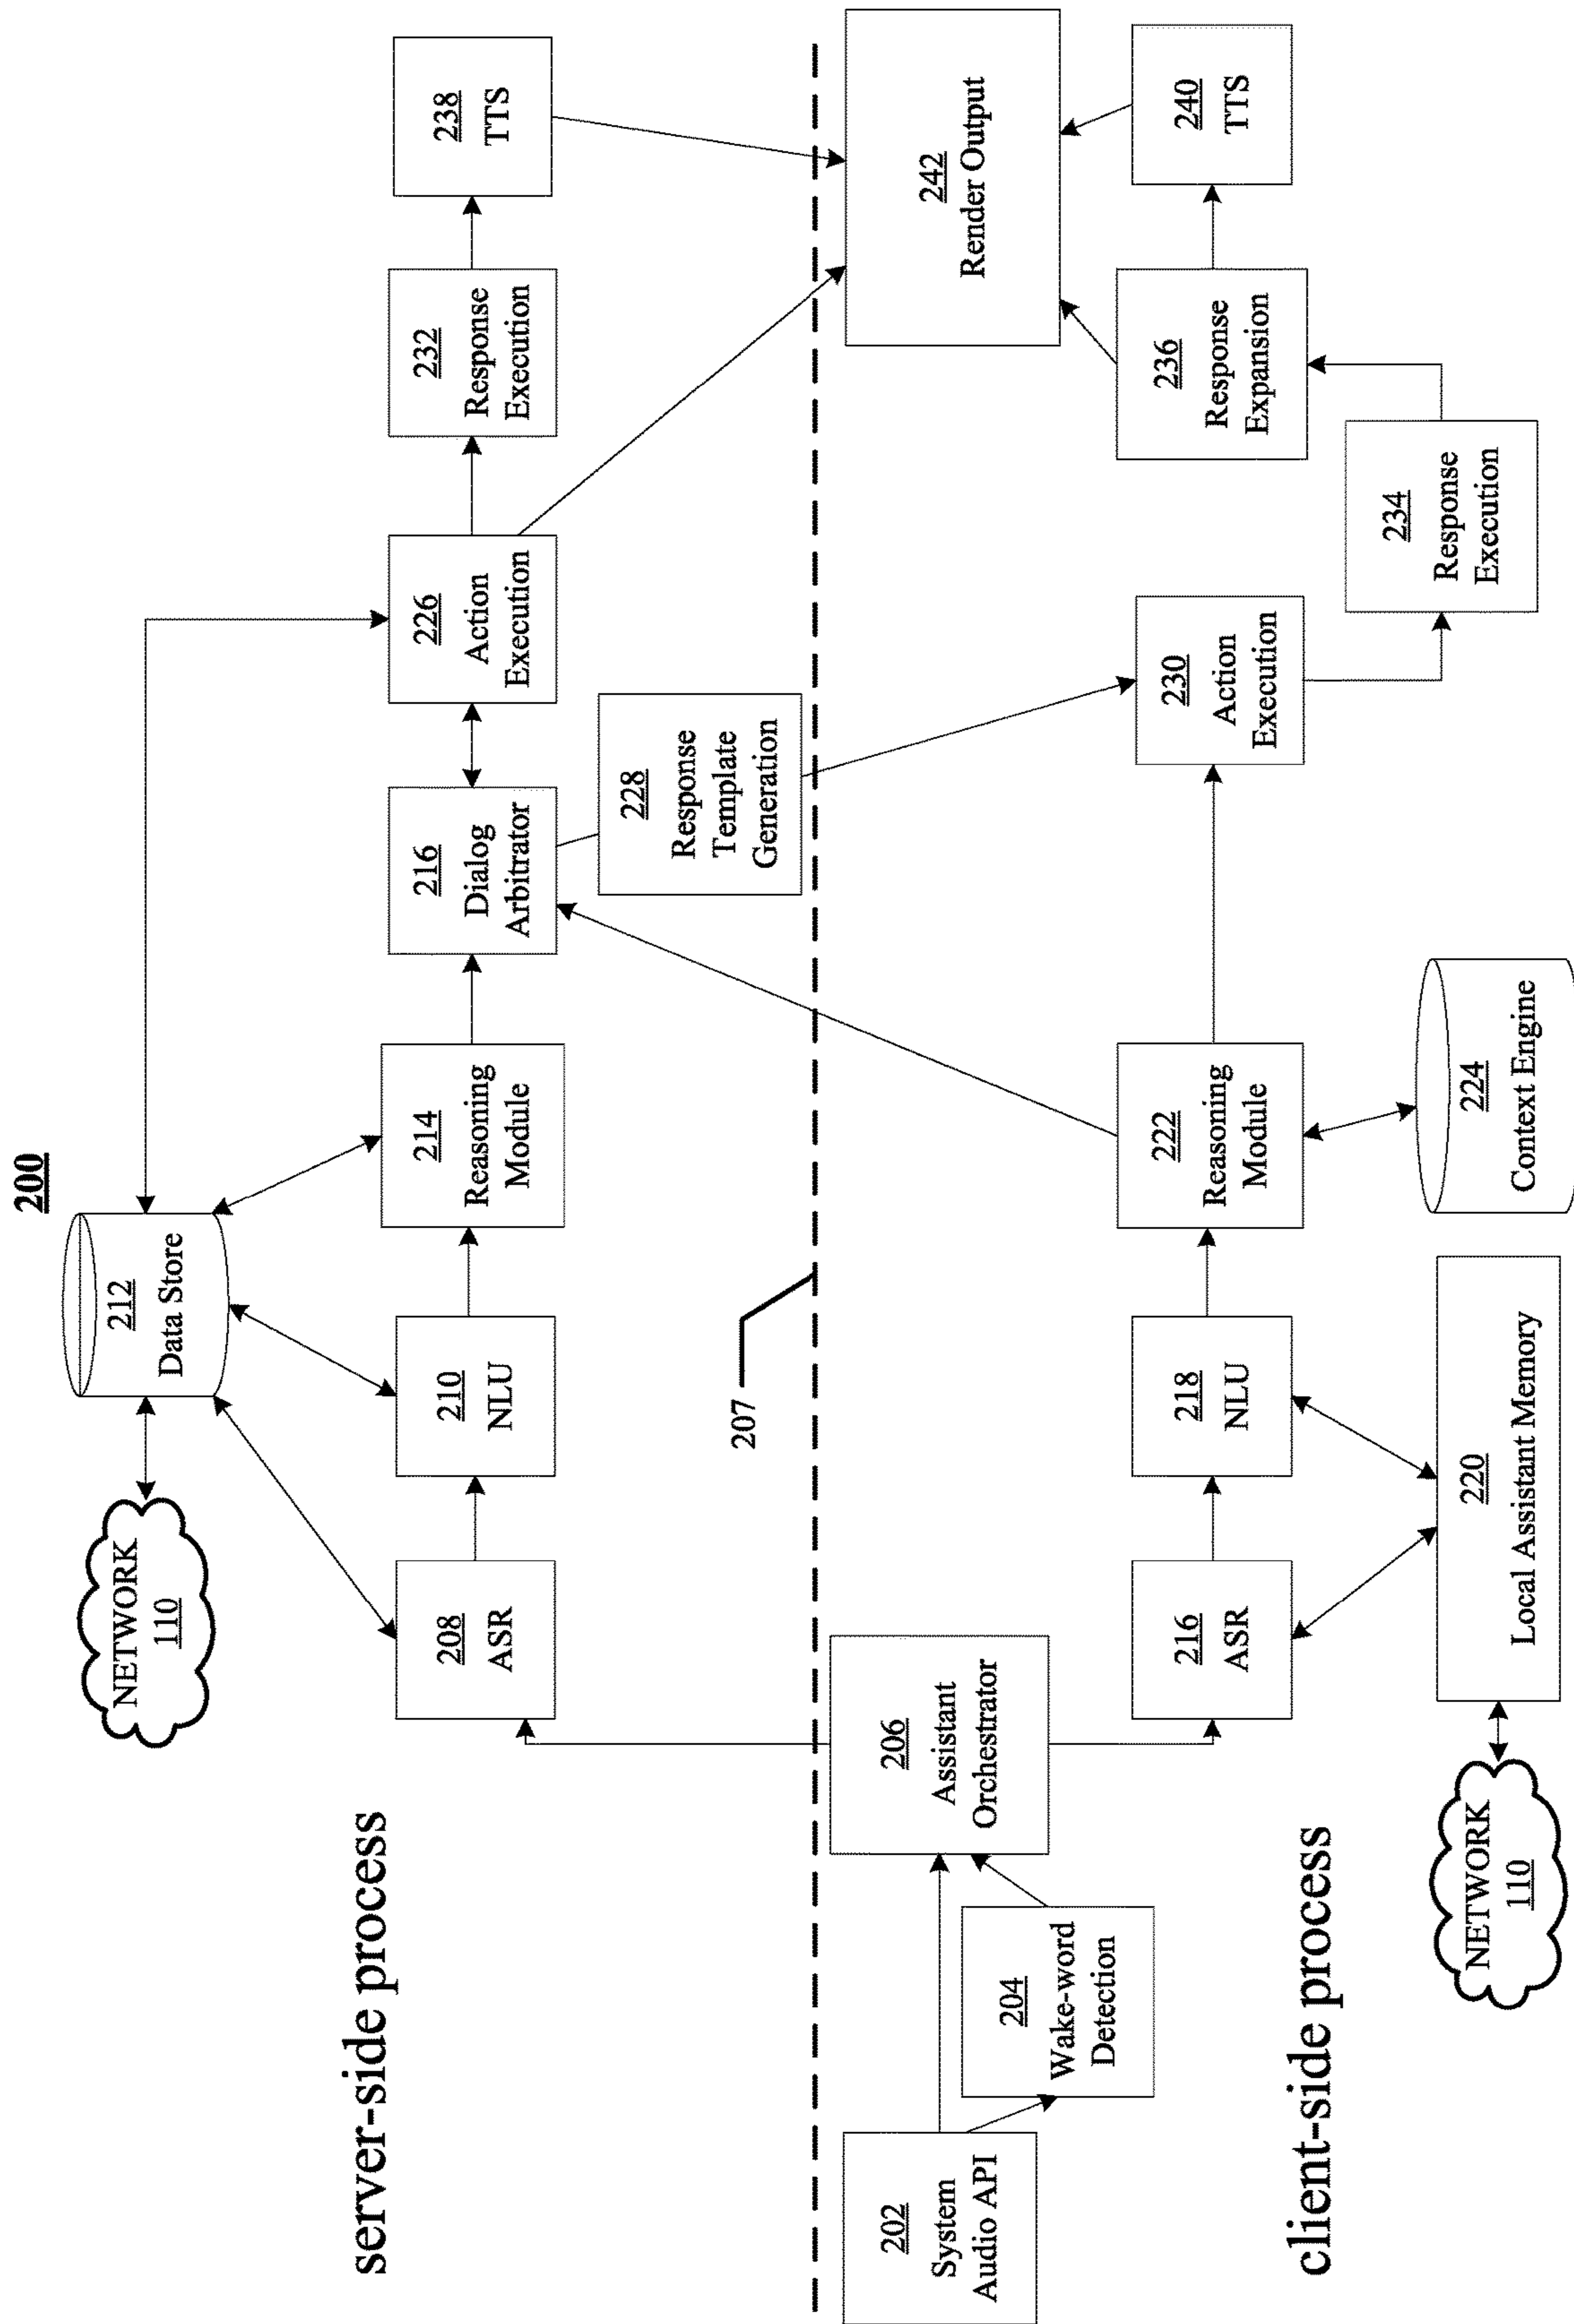 200
server-side process
NETWORK
110
212
Data Store
208
ASR
210
NLU
214
Reasoning
Module
216
Dialog
Arbitrator
226
Action
Execution
232
Response
Execution
238
TTS
228
Response
Template
Generation
207
202
System
Audio API
204
Wake-word
Detection
206
Assistant
Orchestrator
242
Render Output
client-side process
216
ASR
218
NLU
222
Reasoning
Module
230
Action
Execution
236
Response
Expansion
240
TTS
234
Response
Execution
NETWORK
110
220
Local Assistant Memory
224
Context Engine